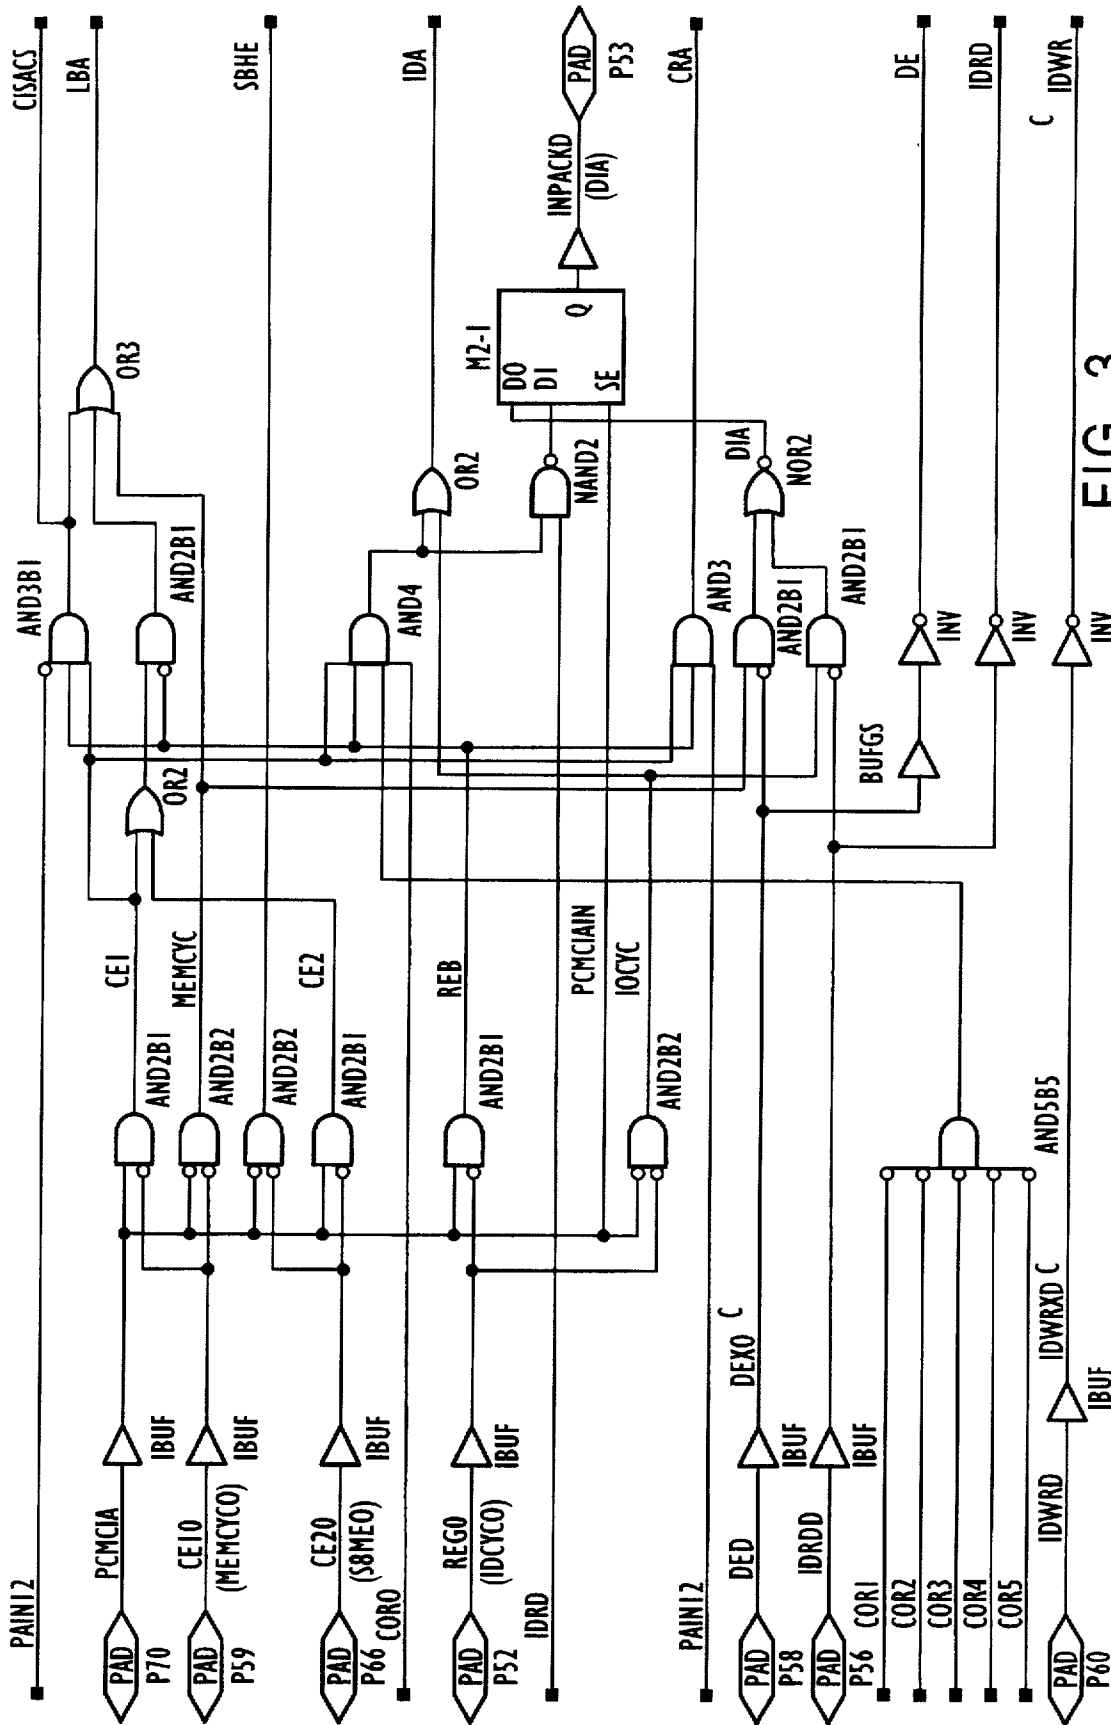 PAIN12
CISACS
LBA
SBHE
IDA
CRA
DE
IDRD
C IDWR
PAD
P70
PCMCIA
IBUF
PAD
P59
CE10
(MEMCYCO)
IBUF
PAD
P66
CE20
(S8MEO)
IBUF
CORO
PAD
P52
REGO
(IDCYCO)
IBUF
IDRD
PAIN12
PAD
P58
DED
IBUF
DEXO C
PAD
P56
IDRDD
IBUF
COR1
COR2
COR3
COR4
COR5
PAD
P60
IDWRD
IBUF
IDWRXD C
AND2B1
CE1
AND2B2
MEMCYC
AND2B2
AND2B1
CE2
AND2B1
REB
PCMCIAIN
IOCYC
AND2B2
AND5B5
OR2
AND3B1
AND2B1
OR3
AND4
OR2
NAND2
M2-1
DO
DI
SE
Q
INPACKD
(DIA)
PAD
P53
AND3
AND2B1
AND2B1
DIA
NOR2
BUFGS
INV
INV
INV
FIG. 3